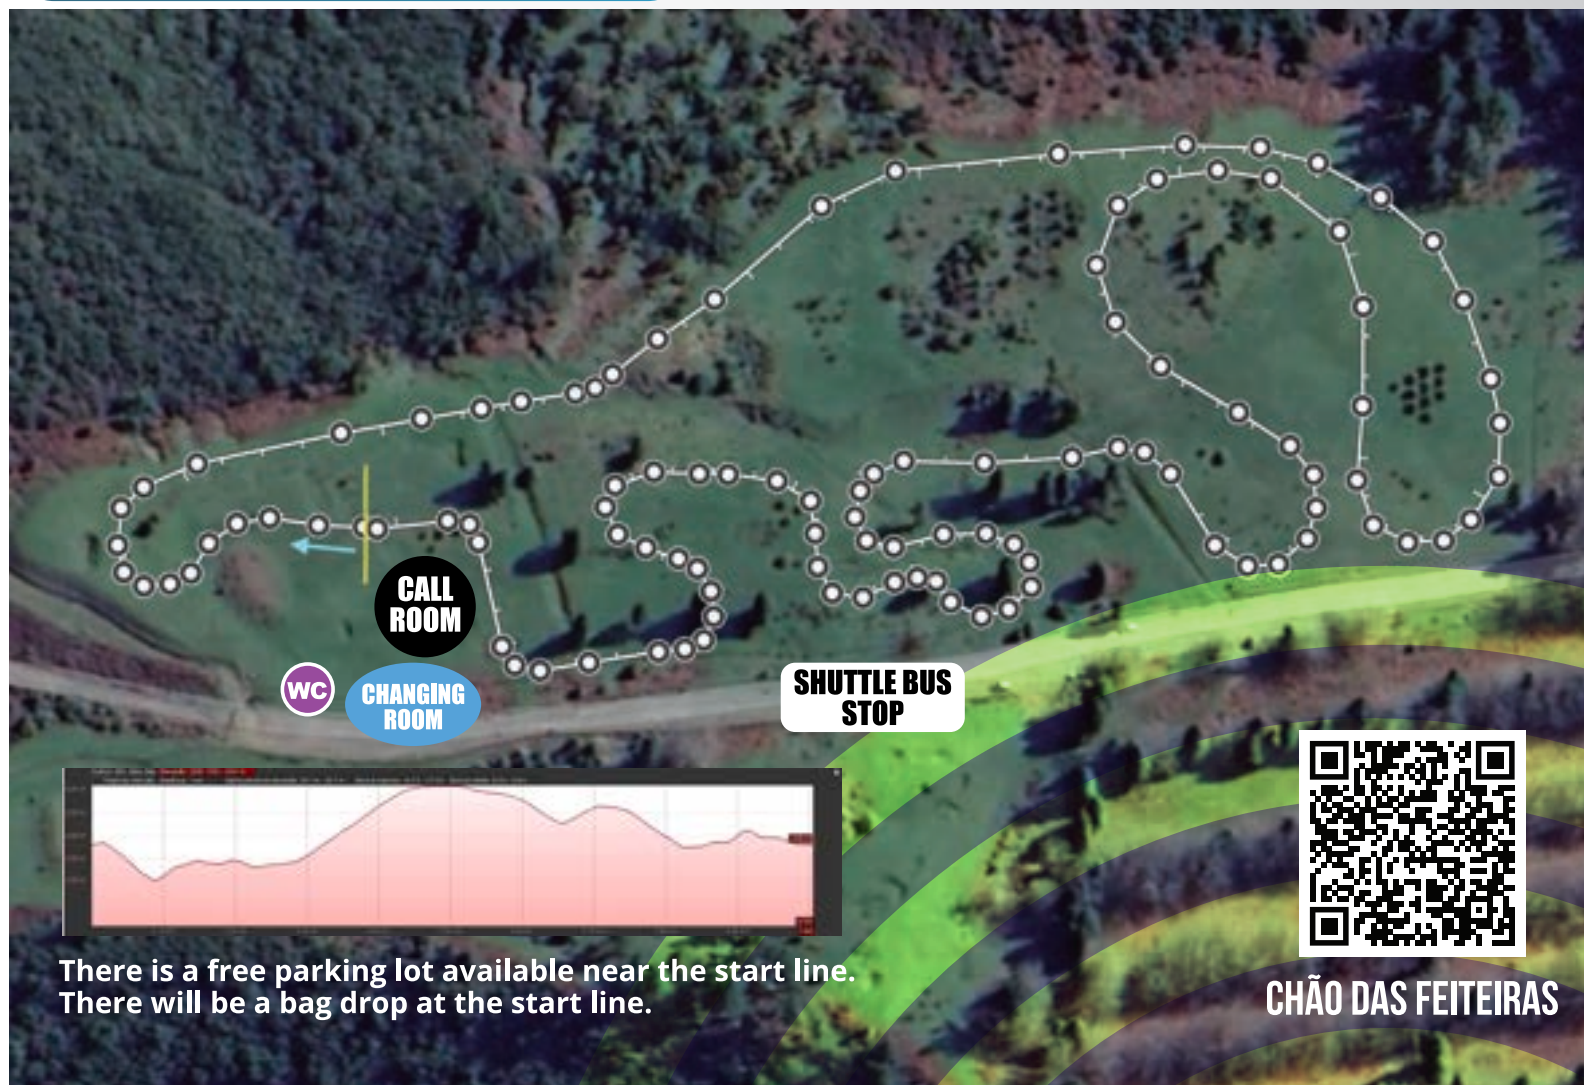 CALL
ROOM
WC
CHANGING
ROOM
SHUTTLE BUS
STOP
There is a free parking lot available near the start line.
There will be a bag drop at the start line.
CHÃO DAS FEITEIRAS